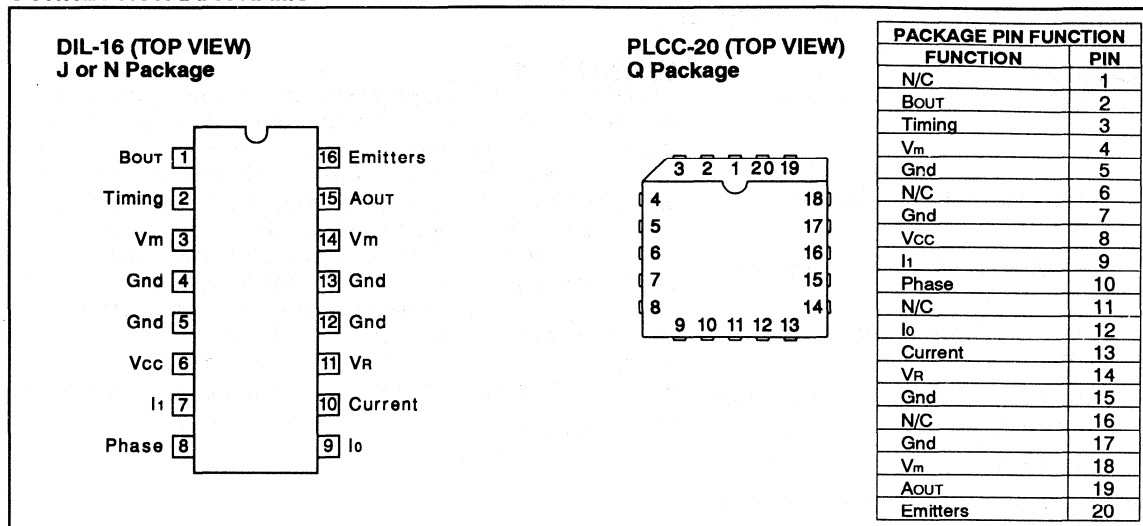 DIL-16 (TOP VIEW)
J or N Package
BOUT 1
Timing 2
Vm 3
Gnd 4
Gnd 5
VCC 6
I1 7
Phase 8
16 Emitters
15 AOUT
14 Vm
13 Gnd
12 Gnd
11 VR
10 Current
9 I0
PLCC-20 (TOP VIEW)
Q Package
3 2 1 20 19
4 18
5 17
6 16
7 15
8 14
9 10 11 12 13
PACKAGE PIN FUNCTION
FUNCTION PIN
N/C 1
BOUT 2
Timing 3
Vm 4
Gnd 5
N/C 6
Gnd 7
VCC 8
I1 9
Phase 10
N/C 11
I0 12
Current 13
VR 14
Gnd 15
N/C 16
Gnd 17
Vm 18
AOUT 19
Emitters 20